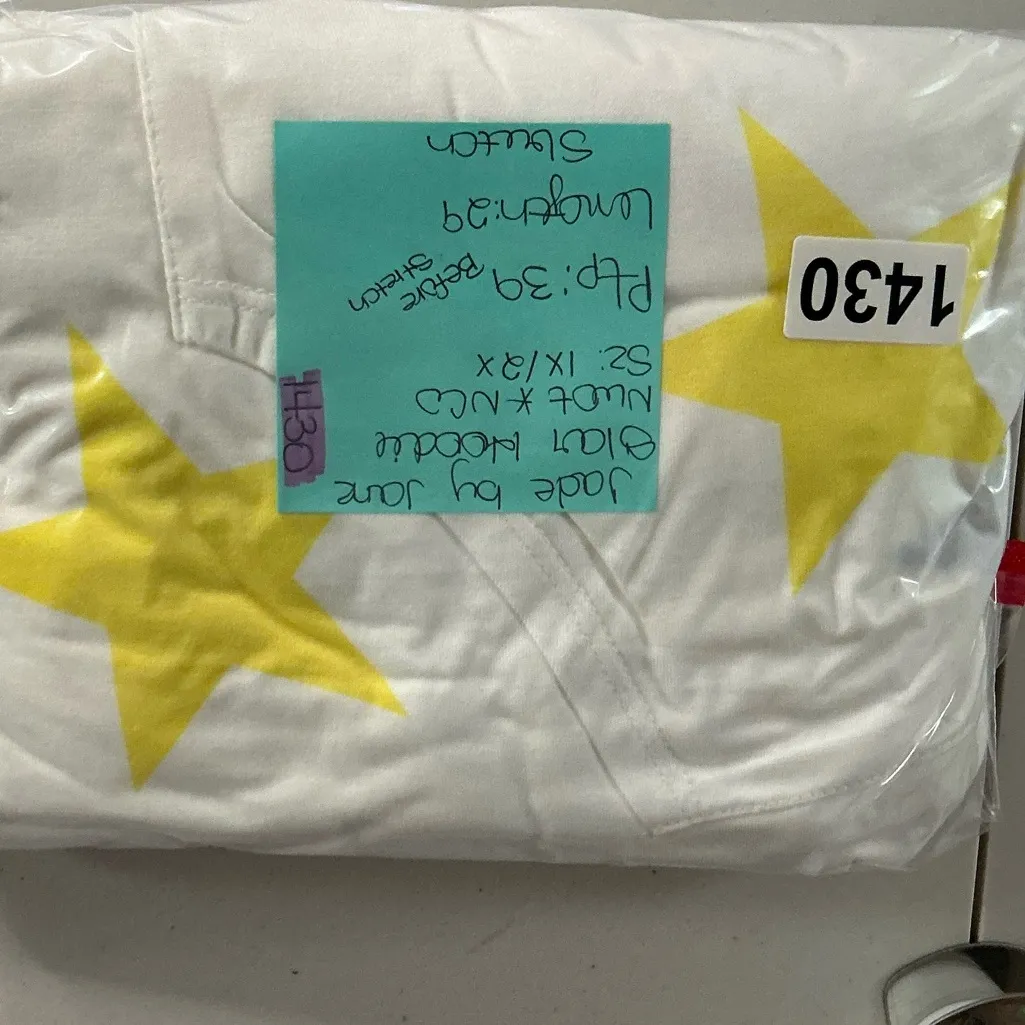 Jade by Jane
Star Hoodie
NWOT *
Sz: 1X/2X
Ptp: 39 Before
Stretch
Length: 29
Stretch
1430
1430